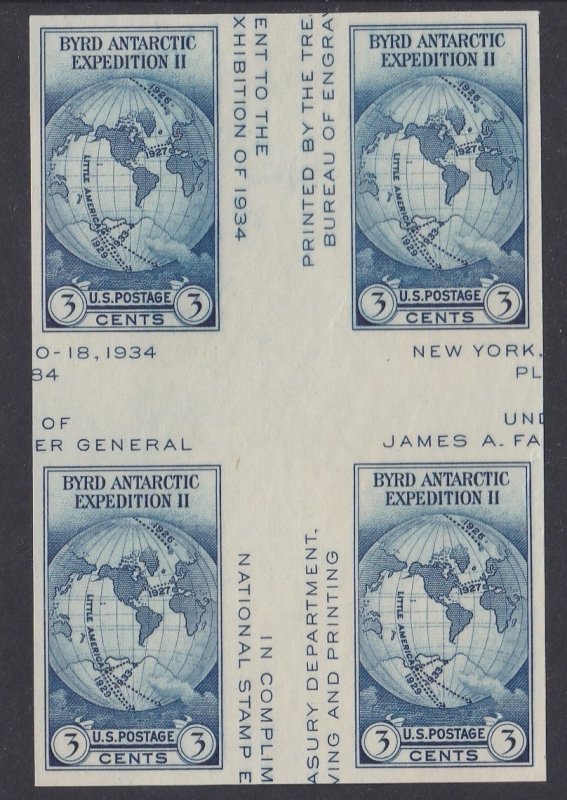 BYRD ANTARCTIC
EXPEDITION II
1926
1927
LITTLE AMERICA
1929
1933
3 U.S. POSTAGE 3
CENTS
ENT TO THE
XHIBITION OF 1934
PRINTED BY THE TRE
BUREAU OF ENGRA
BYRD ANTARCTIC
EXPEDITION II
1926
1927
LITTLE AMERICA
1929
1933
3 U.S. POSTAGE 3
CENTS
0-18, 1934
84
NEW YORK,
PL
OF
ER GENERAL
UND
JAMES A. FA
BYRD ANTARCTIC
EXPEDITION II
1926
1927
LITTLE AMERICA
1929
1933
3 U.S. POSTAGE 3
CENTS
NATIONAL STAMP E
IN COMPLIM
ASURY DEPARTMENT,
VING AND PRINTING
BYRD ANTARCTIC
EXPEDITION II
1926
1927
LITTLE AMERICA
1929
1933
3 U.S. POSTAGE 3
CENTS